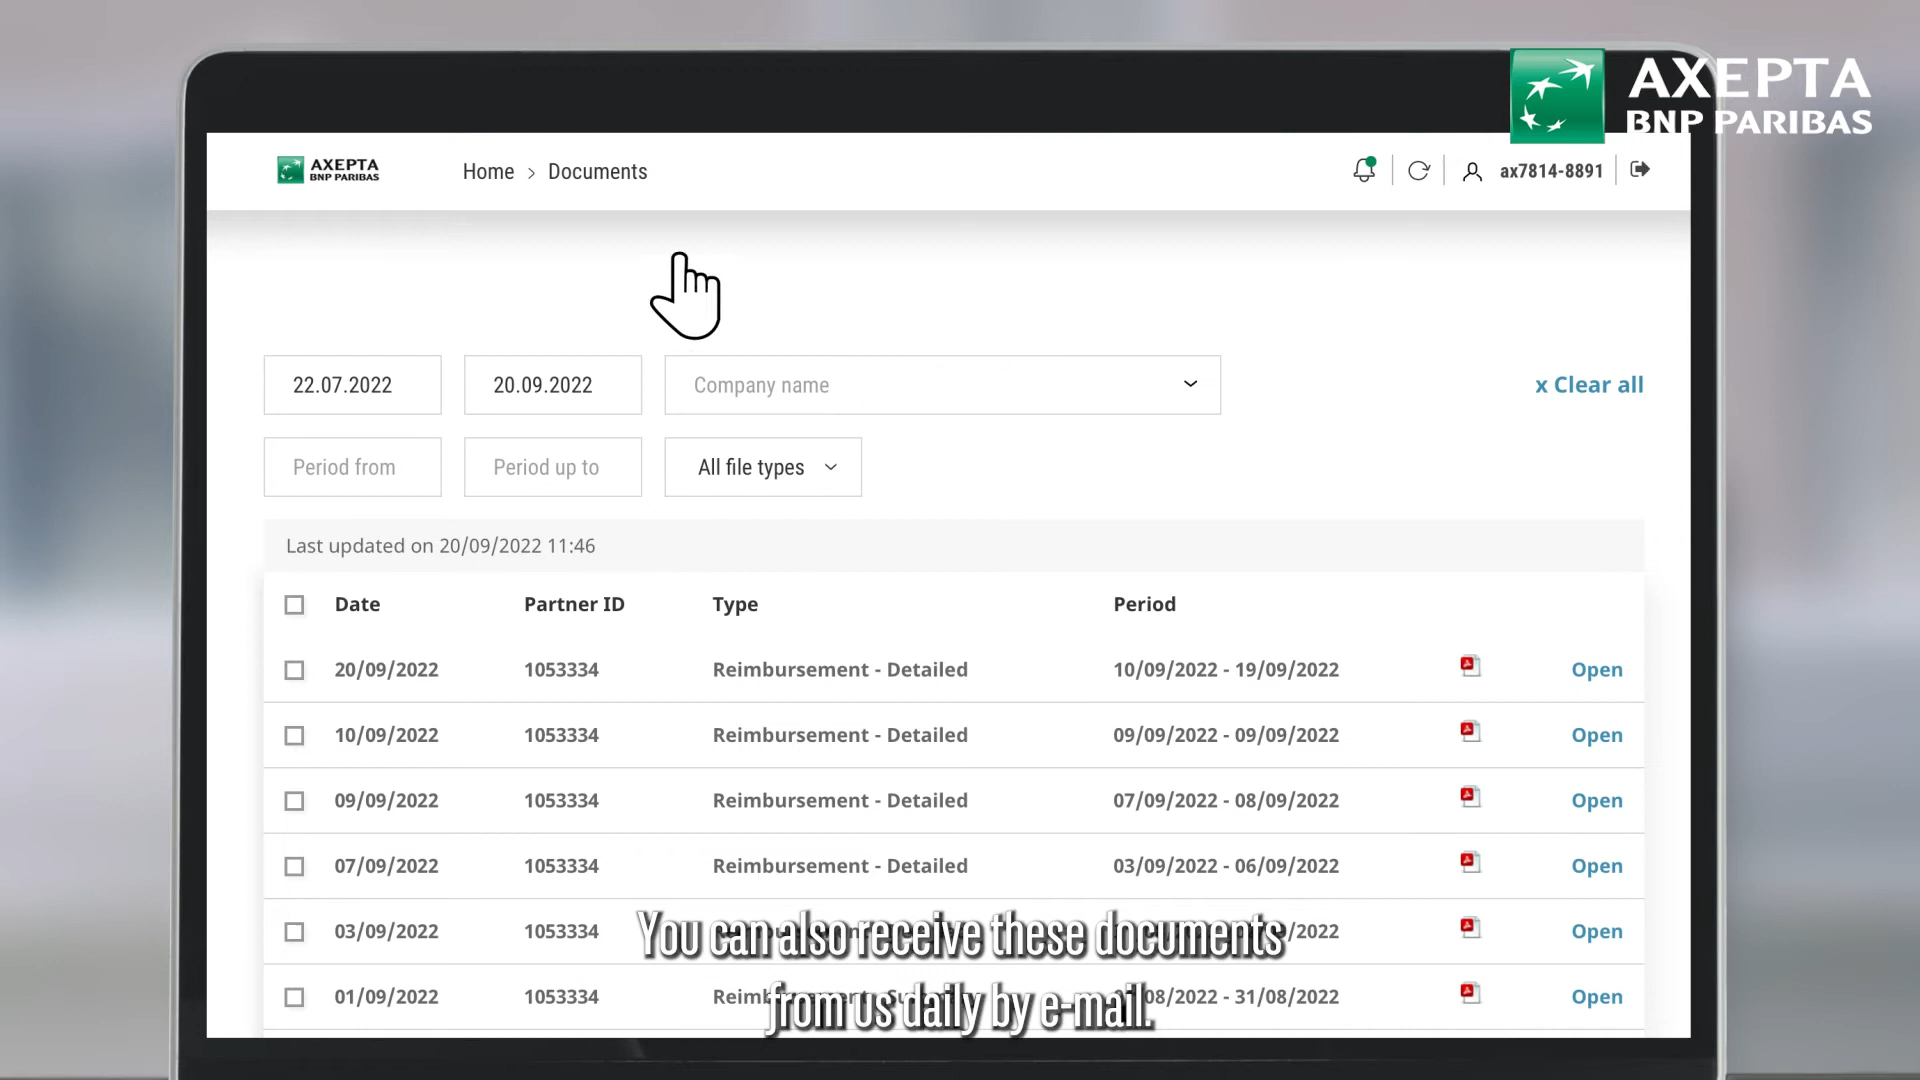 AXEPTA
BNP PARIBAS
AXEPTA
BNP PARIBAS
Home > Documents
ax7814-8891
22.07.2022
20.09.2022
Company name
x Clear all
Period from
Period up to
All file types
Last updated on 20/09/2022 11:46
Date Partner ID Type Period
20/09/2022 1053334 Reimbursement - Detailed 10/09/2022 - 19/09/2022 Open
10/09/2022 1053334 Reimbursement - Detailed 09/09/2022 - 09/09/2022 Open
09/09/2022 1053334 Reimbursement - Detailed 07/09/2022 - 08/09/2022 Open
07/09/2022 1053334 Reimbursement - Detailed 03/09/2022 - 06/09/2022 Open
03/09/2022 1053334 /2022 Open
You can also receive these documents
01/09/2022 1053334 08/2022 - 31/08/2022 Open
from us daily by e-mail.